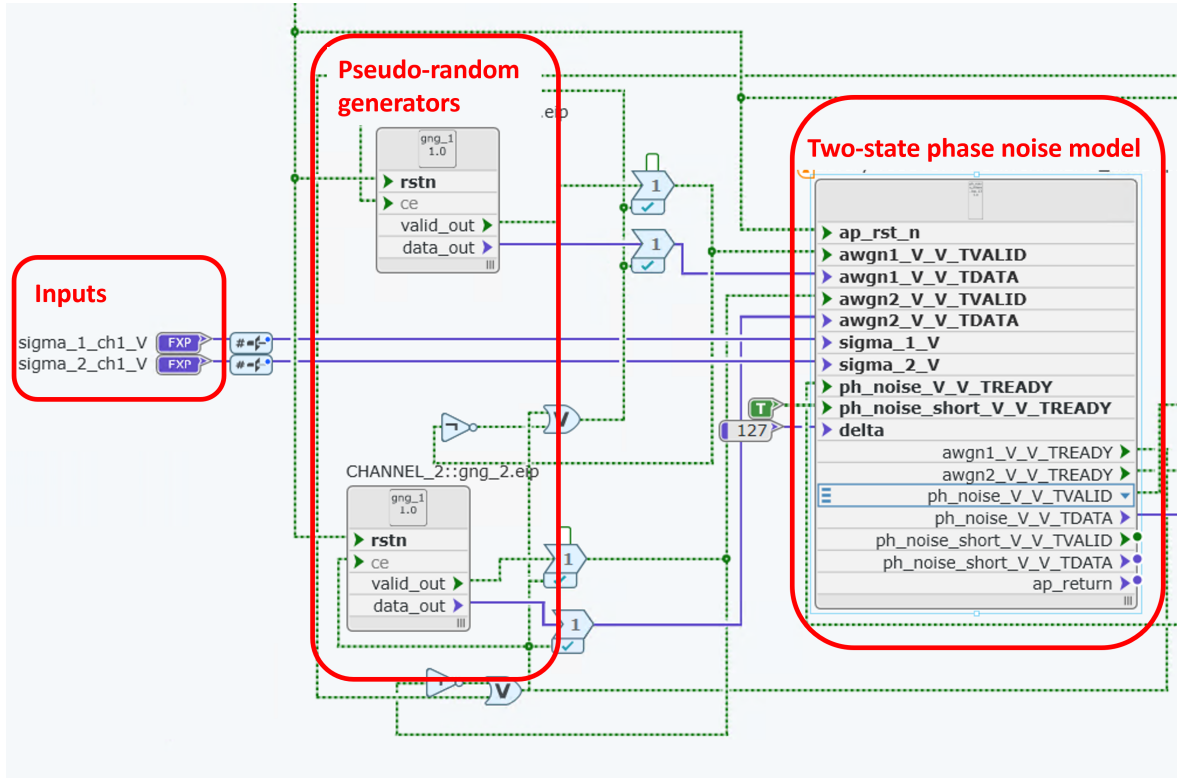 Pseudo-random
generators
.eip
gng_1
1.0
rstn
ce
valid_out
data_out
1
1
Inputs
sigma_1_ch1_V FXP
sigma_2_ch1_V FXP
CHANNEL_2::gng_2.eip
gng_1
1.0
rstn
ce
valid_out
data_out
1
1
V
V
T
127
Two-state phase noise model
ap_rst_n
awgn1_V_V_TVALID
awgn1_V_V_TDATA
awgn2_V_V_TVALID
awgn2_V_V_TDATA
sigma_1_V
sigma_2_V
ph_noise_V_V_TREADY
ph_noise_short_V_V_TREADY
delta
awgn1_V_V_TREADY
awgn2_V_V_TREADY
ph_noise_V_V_TVALID
ph_noise_V_V_TDATA
ph_noise_short_V_V_TVALID
ph_noise_short_V_V_TDATA
ap_return